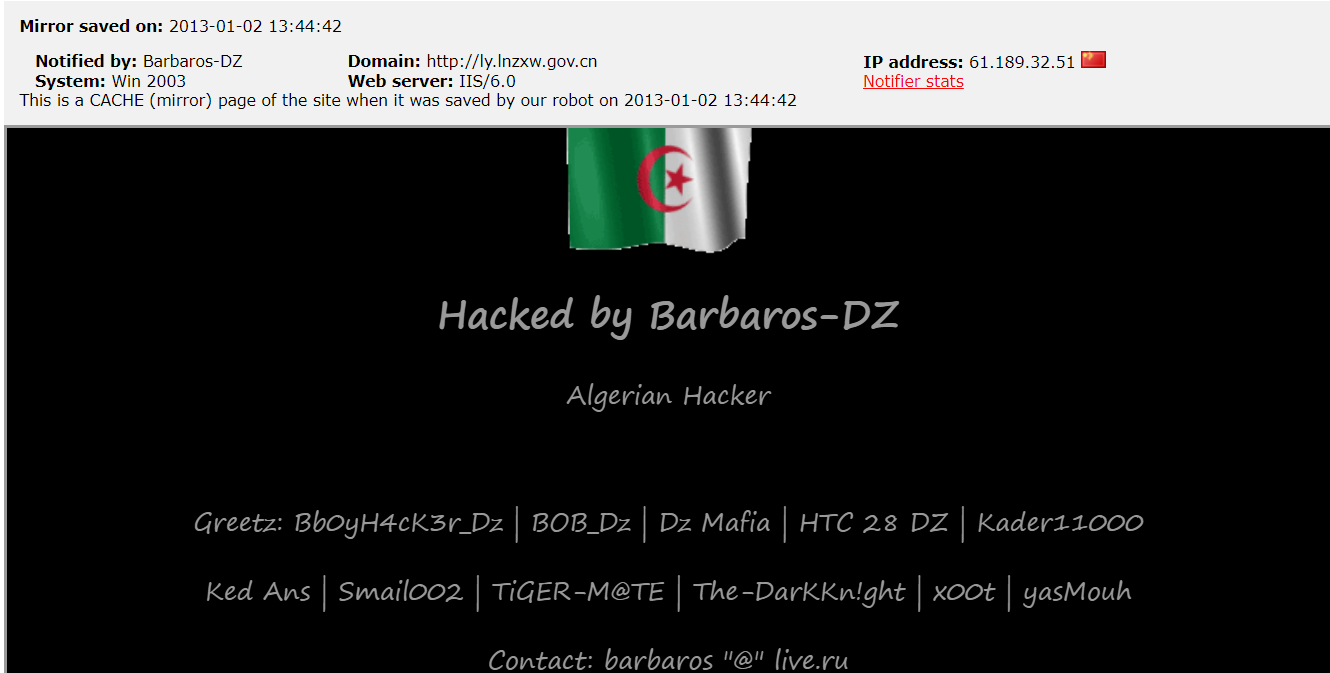 Mirror saved on: 2013-01-02 13:44:42
Notified by: Barbaros-DZ Domain: http://ly.lnzxw.gov.cn IP address: 61.189.32.51
System: Win 2003 Web server: IIS/6.0 Notifier stats
This is a CACHE (mirror) page of the site when it was saved by our robot on 2013-01-02 13:44:42
Hacked by Barbaros-DZ
Algerian Hacker
Greetz: Bb0yH4cK3r_Dz | BOB_Dz | Dz Mafia | HTC 28 DZ | Kader11000
Ked Ans | Smail002 | TiGER-M@TE | The-DarKKn!ght | x00t | yasMouh
Contact: barbaros "@" live.ru